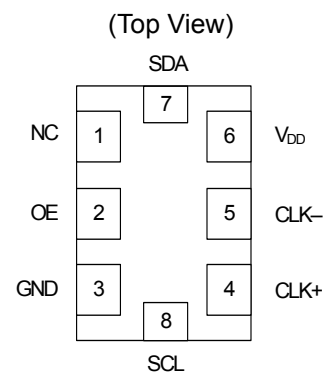 (Top View)
SDA
7
NC 1 6 VDD
OE 2 5 CLK–
GND 3 4 CLK+
8
SCL